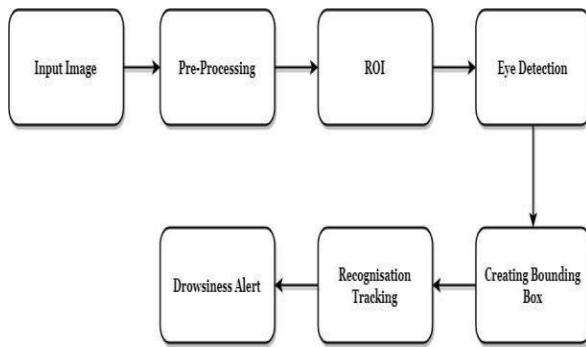 Input Image
Pre-Processing
ROI
Eye Detection
Creating Bounding
Box
Recognisation
Tracking
Drowsiness Alert